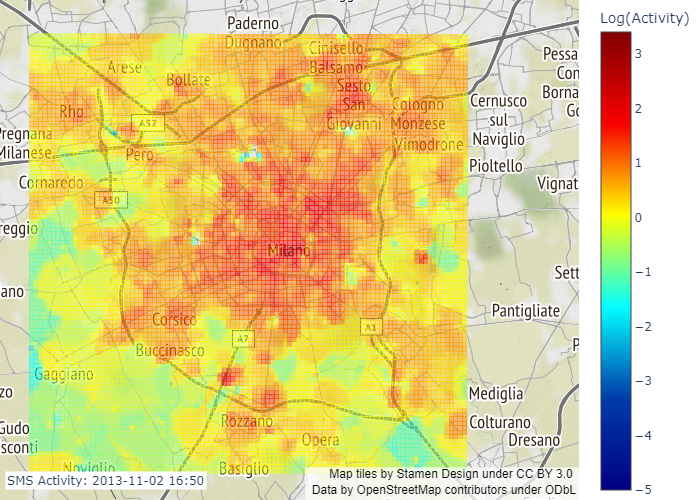 Log(Activity)
3
2
1
0
−1
−2
−3
−4
−5
Paderno
Dugnano
Cinisello
Balsamo
Arese
Bollate
Sesto
San
Giovanni
Pessa
Con
Borna
Go
Rho
A52
Cologno
Monzese
Cernusco
sul
Naviglio
Pregnana
Milanese
Pero
Vimodrone
Pioltello
Cornaredo
Vignat
A50
reggio
Milano
Sett
ano
Corsico
Pantigliate
A7
A1
Buccinasco
P
Gaggiano
zo
Mediglia
Rozzano
Colturano
Gudo
sconti
Opera
Dresano
Noviglio
Basiglio
SMS Activity: 2013-11-02 16:50
Map tiles by Stamen Design under CC BY 3.0
Data by OpenStreetMap contributors under ODbL